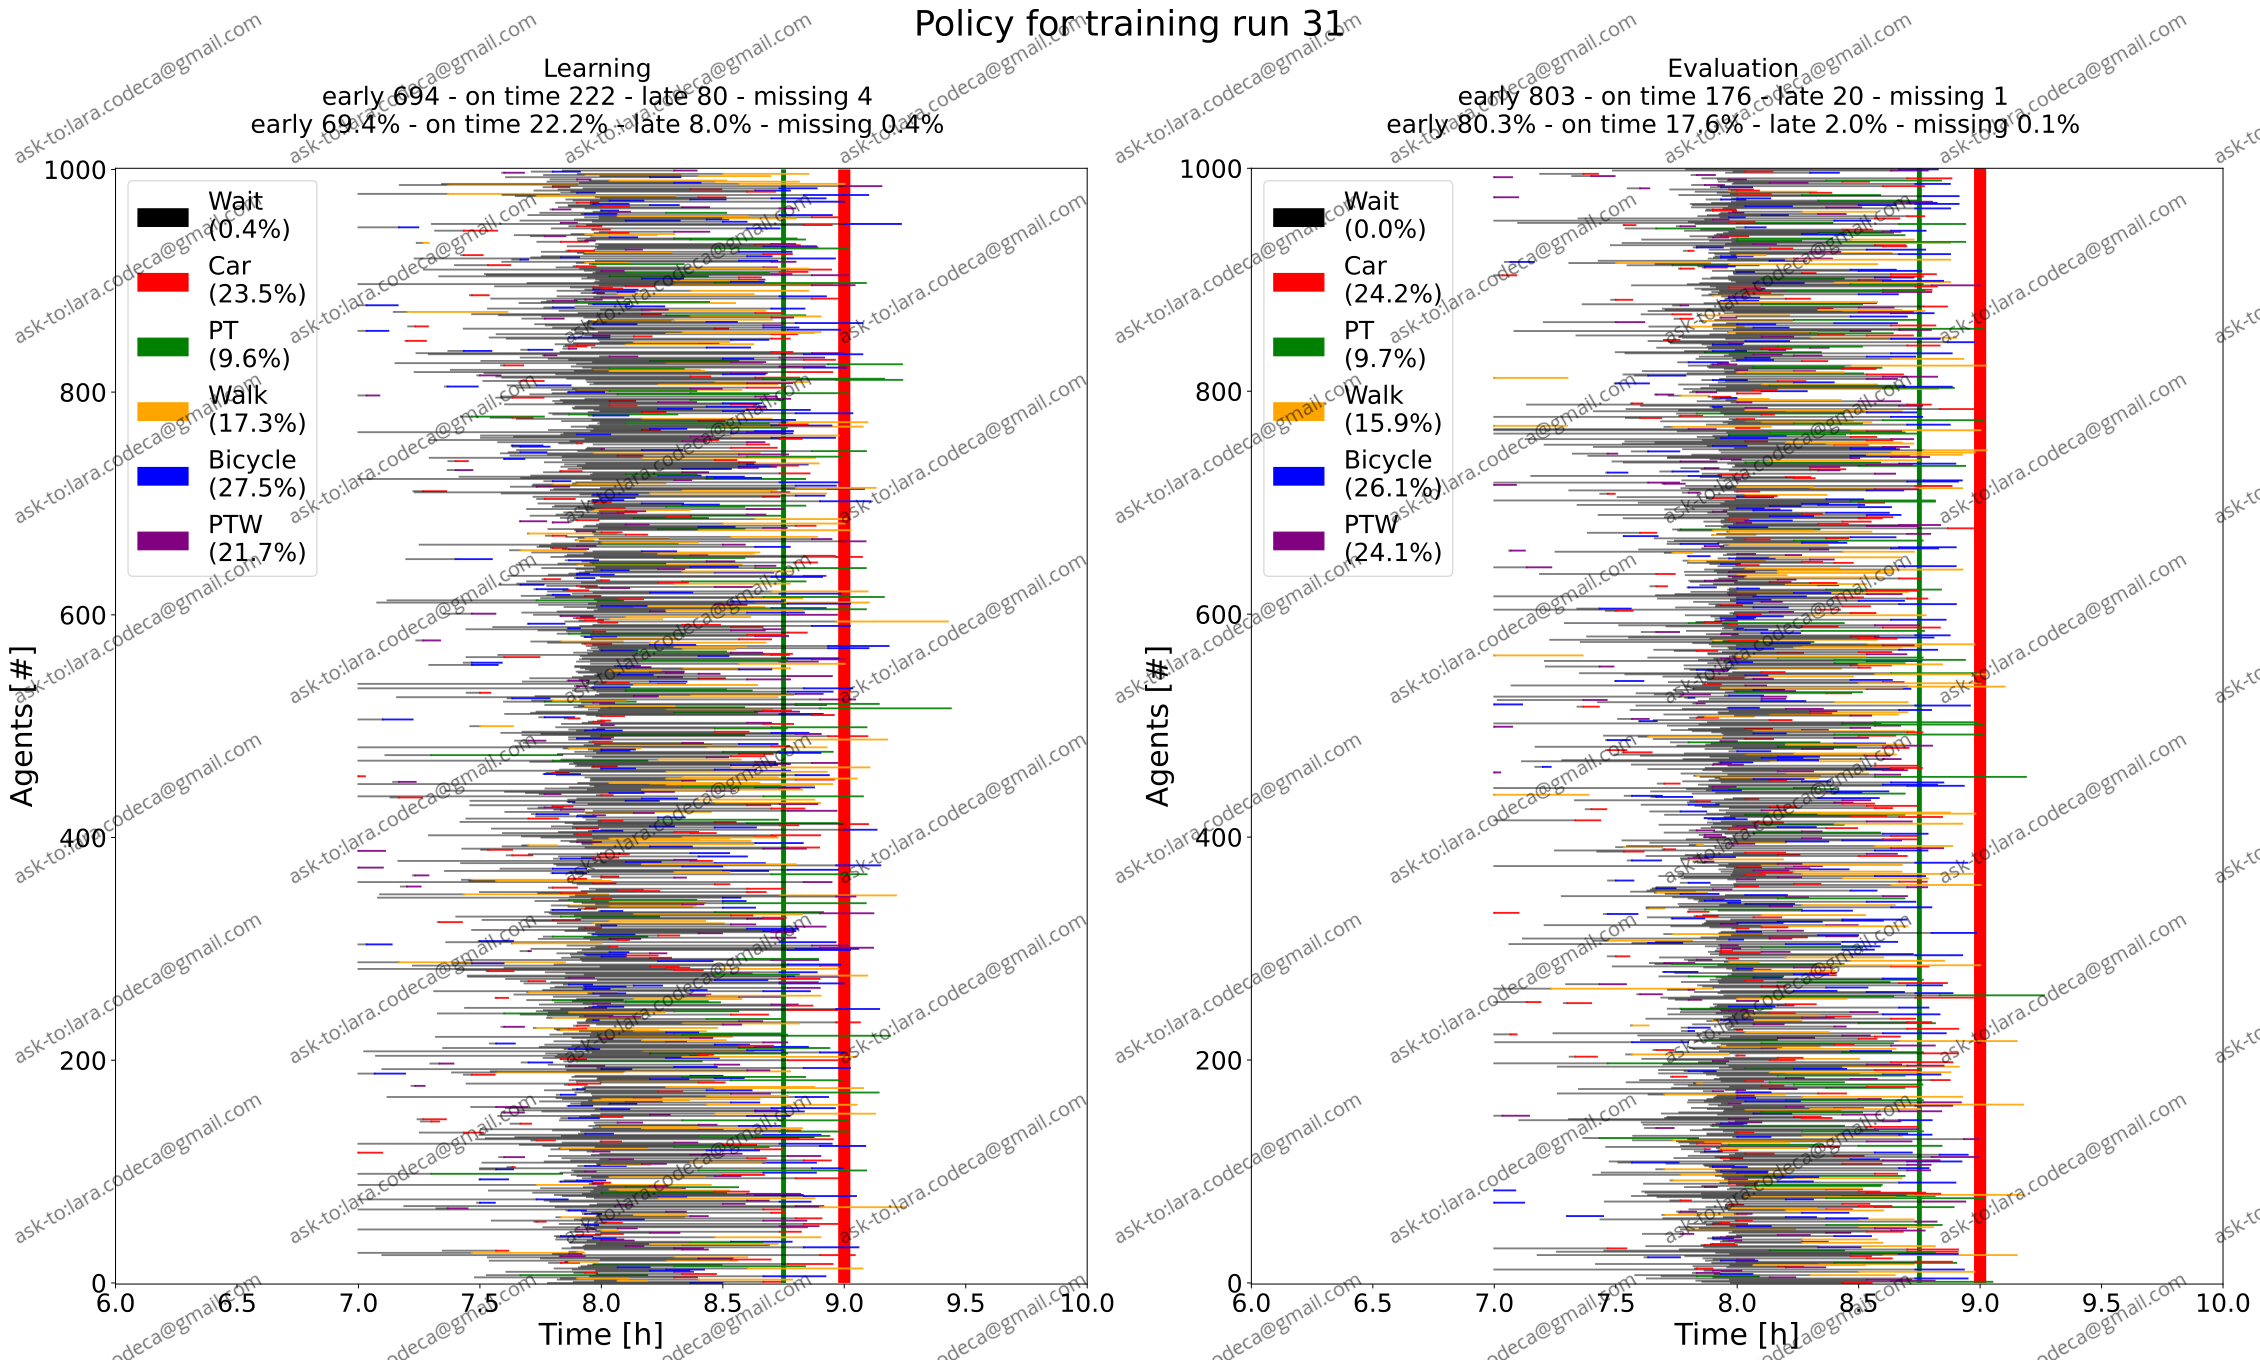 Policy for training run 31
Learning
early 694 - on time 222 - late 80 - missing 4
early 69.4% - on time 22.2% - late 8.0% - missing 0.4%
1000
800
600
400
200
0
Agents [#]
Wait
(0.4%)
Car
(23.5%)
PT
(9.6%)
Walk
(17.3%)
Bicycle
(27.5%)
PTW
(21.7%)
6.0 6.5 7.0 7.5 8.0 8.5 9.0 9.5 10.0
Time [h]
Evaluation
early 803 - on time 176 - late 20 - missing 1
early 80.3% - on time 17.6% - late 2.0% - missing 0.1%
1000
800
600
400
200
0
Agents [#]
Wait
(0.0%)
Car
(24.2%)
PT
(9.7%)
Walk
(15.9%)
Bicycle
(26.1%)
PTW
(24.1%)
6.0 6.5 7.0 7.5 8.0 8.5 9.0 9.5 10.0
Time [h]
ask-to:lara.codeca@gmail.com